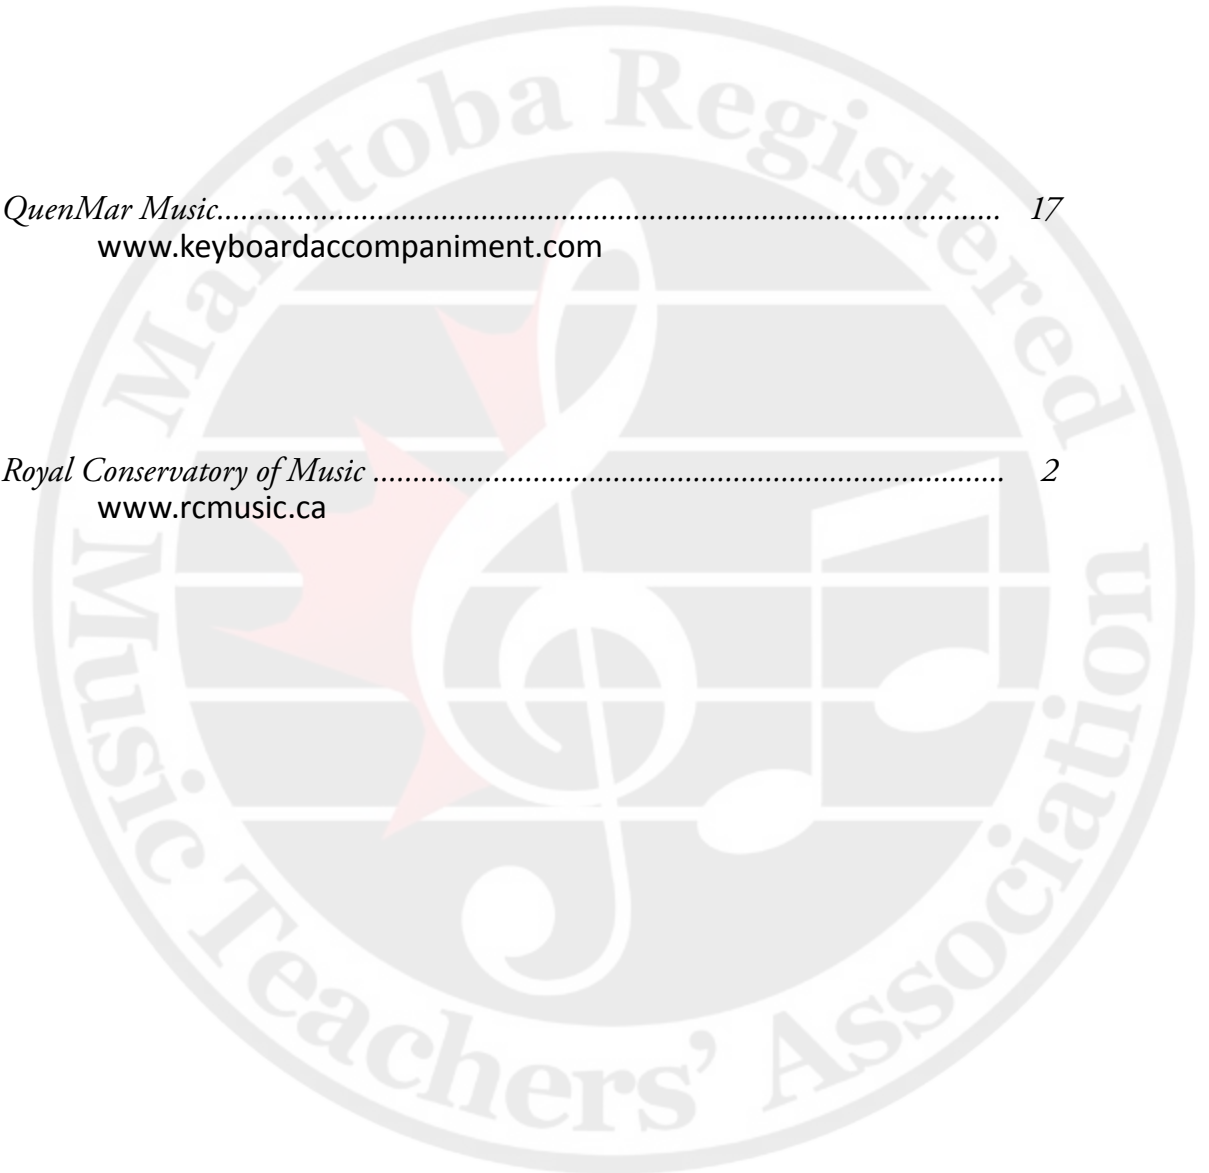 Manitoba Registered
Music Teachers' Association
QuenMar Music.................................................................................................. 17
www.keyboardaccompaniment.com
Royal Conservatory of Music ............................................................................... 2
www.rcmusic.ca